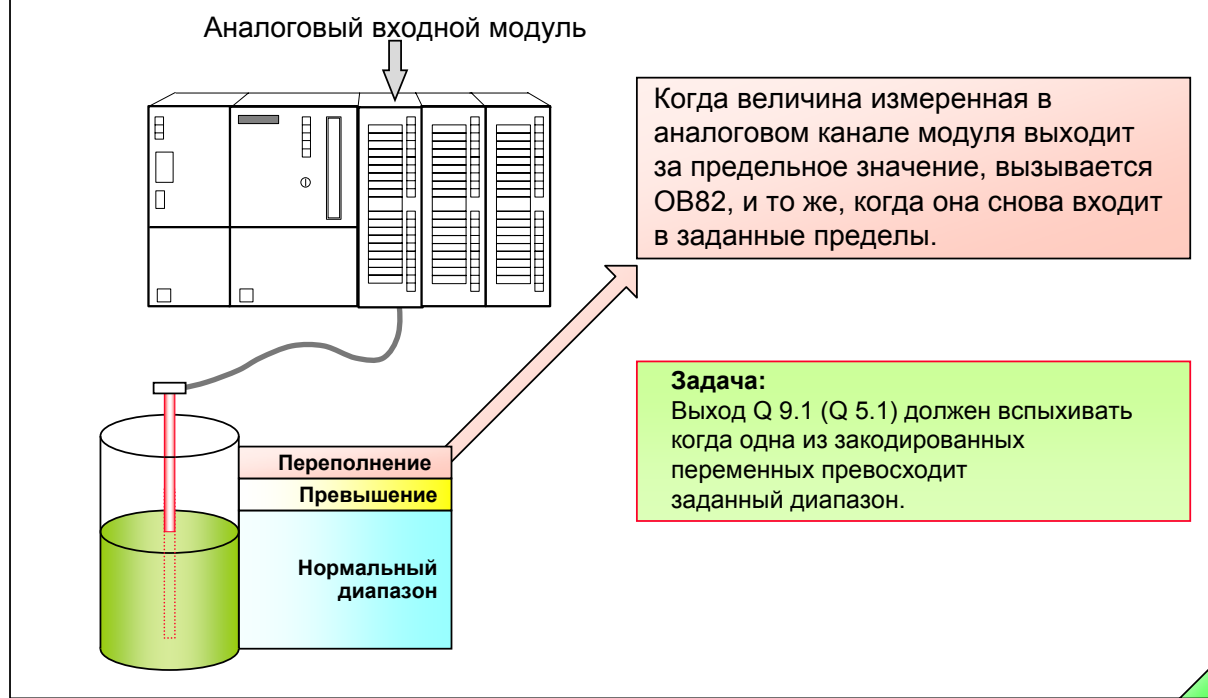 Аналоговый входной модуль
Когда величина измеренная в
аналоговом канале модуля выходит
за предельное значение, вызывается
OB82, и то же, когда она снова входит
в заданные пределы.
Задача:
Выход Q 9.1 (Q 5.1) должен вспыхивать
когда одна из закодированных
переменных превосходит
заданный диапазон.
Переполнение
Превышение
Нормальный
диапазон